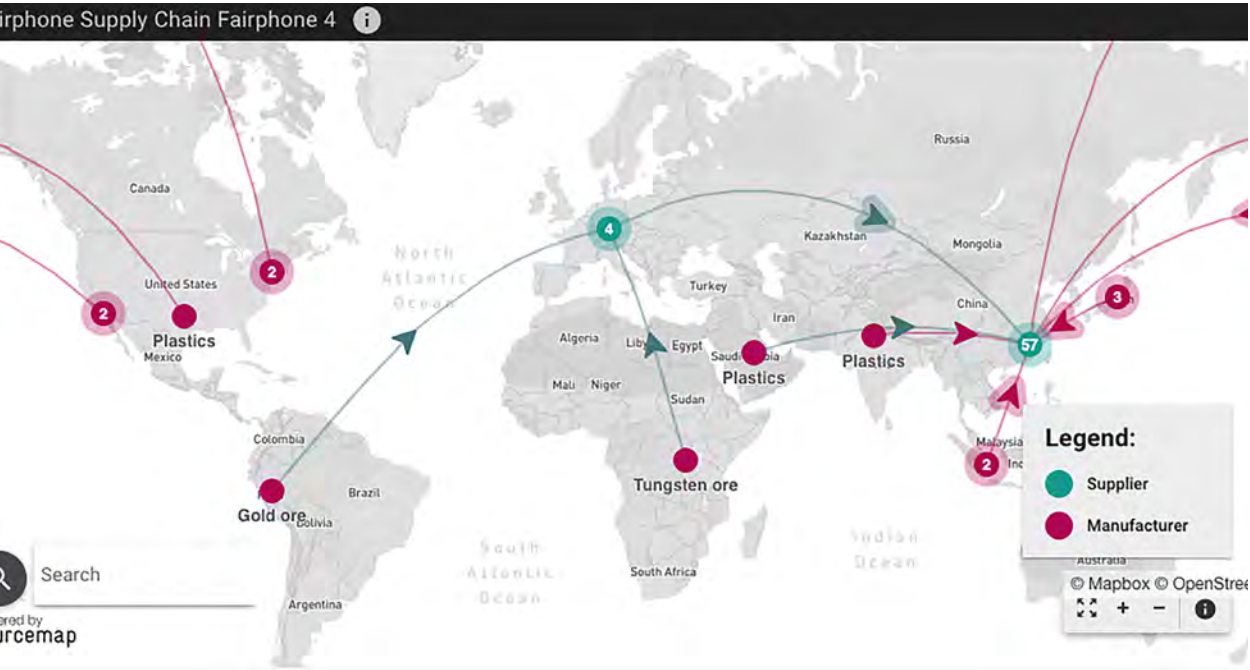 irphone Supply Chain Fairphone 4 i
Russia
Canada
4
Kazakhstan
Mongolia
North
Atlantic
Ocean
2
United States
Turkey
3
2
China
Iran
Plastics
Algeria
Egypt
57
Mexico
Saudi
Plastics
Plastics
Mali
Niger
Sudan
Colombia
Malaysia
2
Legend:
Supplier
Manufacturer
Tungsten ore
Brazil
Gold ore
Bolivia
South
Atlantic
Ocean
Indian
Ocean
Australia
South Africa
Search
Argentina
© Mapbox © OpenStree
+ − i
ered by
urcemap